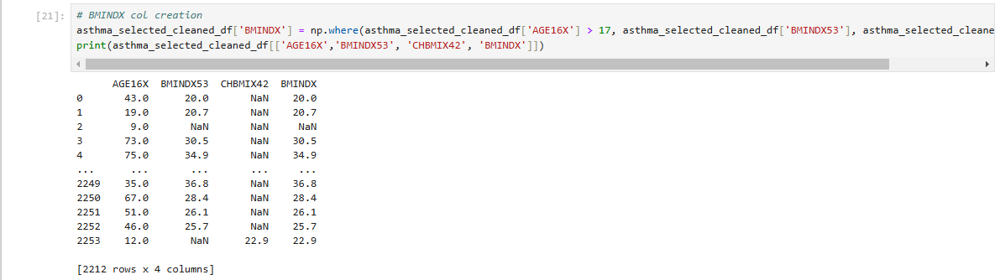 [21]: # BMINDX col creation
asthma_selected_cleaned_df['BMINDX'] = np.where(asthma_selected_cleaned_df['AGE16X'] > 17, asthma_selected_cleaned_df['BMINDX53'], asthma_selected_cleane
print(asthma_selected_cleaned_df[['AGE16X','BMINDX53', 'CHBMIX42', 'BMINDX']])
AGE16X BMINDX53 CHBMIX42 BMINDX
0 43.0 20.0 NaN 20.0
1 19.0 20.7 NaN 20.7
2 9.0 NaN NaN NaN
3 73.0 30.5 NaN 30.5
4 75.0 34.9 NaN 34.9
... ... ... ... ...
2249 35.0 36.8 NaN 36.8
2250 67.0 28.4 NaN 28.4
2251 51.0 26.1 NaN 26.1
2252 46.0 25.7 NaN 25.7
2253 12.0 NaN 22.9 22.9
[2212 rows x 4 columns]